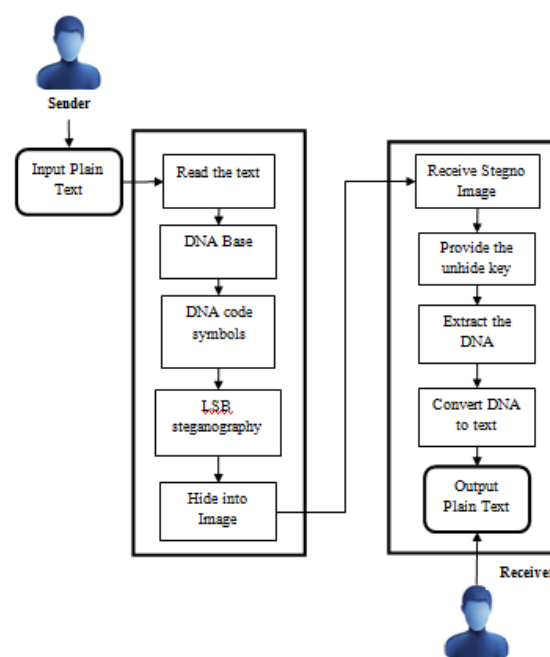 Sender
Input Plain
Text
Read the text
DNA Base
DNA code
symbols
LSB
steganography
Hide into
Image
Receive Stegno
Image
Provide the
unhide key
Extract the
DNA
Convert DNA
to text
Output
Plain Text
Receiver